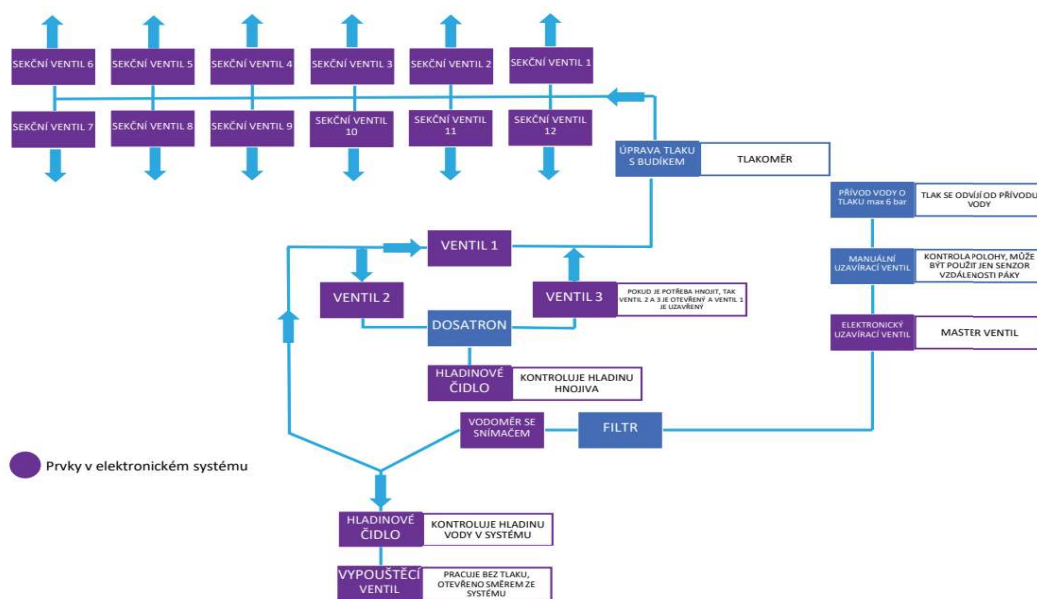 SEKČNÍ VENTIL 6
SEKČNÍ VENTIL 5
SEKČNÍ VENTIL 4
SEKČNÍ VENTIL 3
SEKČNÍ VENTIL 2
SEKČNÍ VENTIL 1
SEKČNÍ VENTIL 7
SEKČNÍ VENTIL 8
SEKČNÍ VENTIL 9
SEKČNÍ VENTIL
10
SEKČNÍ VENTIL
11
SEKČNÍ VENTIL
12
ÚPRAVA TLAKU
S BUDÍKEM
TLAKOMĚR
PŘÍVOD VODY O
TLAKU max 6 bar
TLAK SE ODVÍJÍ OD PŘÍVODU
VODY
MANUÁLNÍ
UZAVÍRACÍ VENTIL
KONTROLA POLOHY, MŮŽE
BÝT POUŽIT JEN SENZOR
VZDÁLENOSTI PÁKY
ELEKTRONICKÝ
UZAVÍRACÍ VENTIL
MASTER VENTIL
VENTIL 1
VENTIL 2
VENTIL 3
POKUD JE POTŘEBA HNOJIT, TAK
VENTIL 2 A 3 JE OTEVŘENÝ A VENTIL 1
JE UZAVŘENÝ
DOSATRON
HLADINOVÉ
ČIDLO
KONTROLUJE HLADINU
HNOJIVA
VODOMĚR SE
SNÍMAČEM
FILTR
Prvky v elektronickém systému
HLADINOVÉ
ČIDLO
KONTROLUJE HLADINU
VODY V SYSTÉMU
VYPOUŠTĚCÍ
VENTIL
PRACUJE BEZ TLAKU,
OTEVŘENO SMĚREM ZE
SYSTÉMU